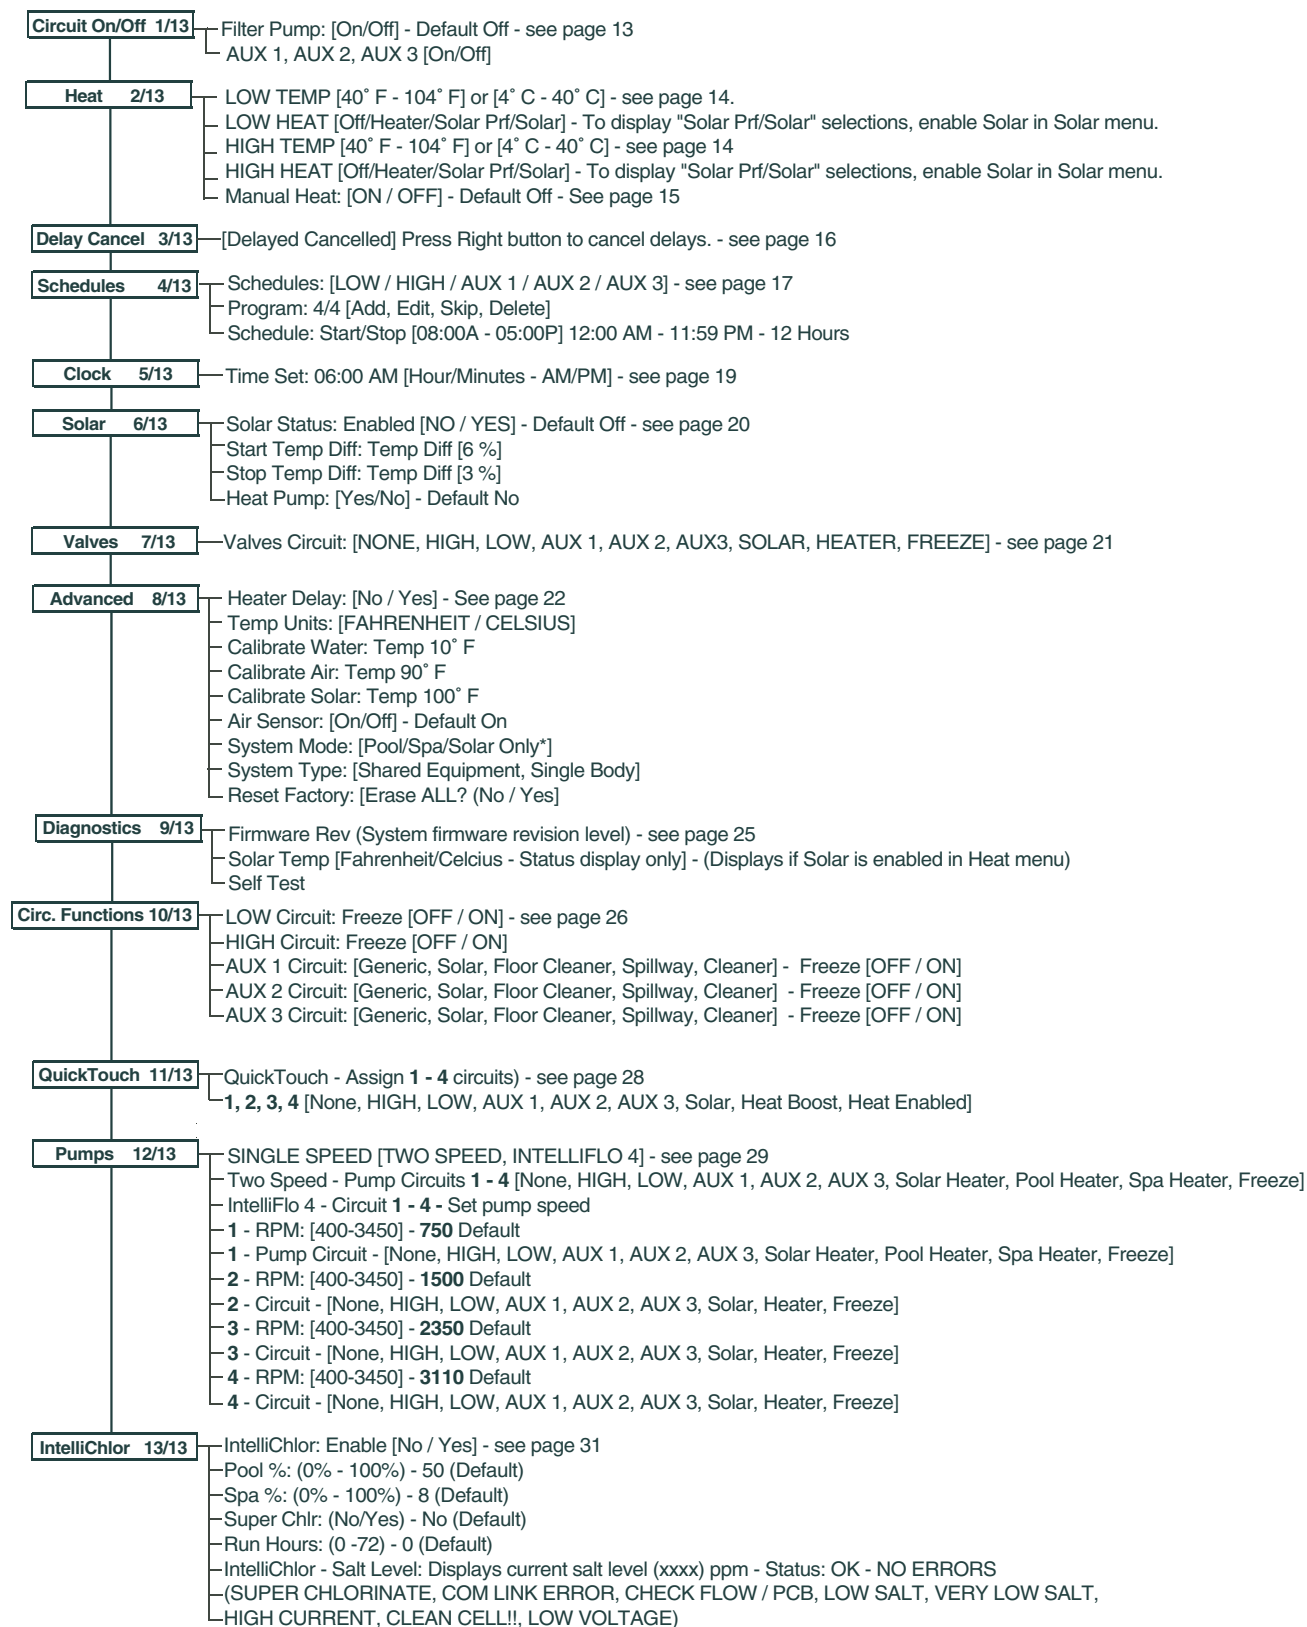 Circuit On/Off 1/13
Filter Pump: [On/Off] - Default Off - see page 13
AUX 1, AUX 2, AUX 3 [On/Off]
Heat 2/13
LOW TEMP [40° F - 104° F] or [4° C - 40° C] - see page 14.
LOW HEAT [Off/Heater/Solar Prf/Solar] - To display "Solar Prf/Solar" selections, enable Solar in Solar menu.
HIGH TEMP [40° F - 104° F] or [4° C - 40° C] - see page 14
HIGH HEAT [Off/Heater/Solar Prf/Solar] - To display "Solar Prf/Solar" selections, enable Solar in Solar menu.
Manual Heat: [ON / OFF] - Default Off - See page 15
Delay Cancel 3/13
[Delayed Cancelled] Press Right button to cancel delays. - see page 16
Schedules 4/13
Schedules: [LOW / HIGH / AUX 1 / AUX 2 / AUX 3] - see page 17
Program: 4/4 [Add, Edit, Skip, Delete]
Schedule: Start/Stop [08:00A - 05:00P] 12:00 AM - 11:59 PM - 12 Hours
Clock 5/13
Time Set: 06:00 AM [Hour/Minutes - AM/PM] - see page 19
Solar 6/13
Solar Status: Enabled [NO / YES] - Default Off - see page 20
Start Temp Diff: Temp Diff [6 %]
Stop Temp Diff: Temp Diff [3 %]
Heat Pump: [Yes/No] - Default No
Valves 7/13
Valves Circuit: [NONE, HIGH, LOW, AUX 1, AUX 2, AUX3, SOLAR, HEATER, FREEZE] - see page 21
Advanced 8/13
Heater Delay: [No / Yes] - See page 22
Temp Units: [FAHRENHEIT / CELSIUS]
Calibrate Water: Temp 10° F
Calibrate Air: Temp 90° F
Calibrate Solar: Temp 100° F
Air Sensor: [On/Off] - Default On
System Mode: [Pool/Spa/Solar Only*]
System Type: [Shared Equipment, Single Body]
Reset Factory: [Erase ALL? (No / Yes]
Diagnostics 9/13
Firmware Rev (System firmware revision level) - see page 25
Solar Temp [Fahrenheit/Celcius - Status display only] - (Displays if Solar is enabled in Heat menu)
Self Test
Circ. Functions 10/13
LOW Circuit: Freeze [OFF / ON] - see page 26
HIGH Circuit: Freeze [OFF / ON]
AUX 1 Circuit: [Generic, Solar, Floor Cleaner, Spillway, Cleaner] - Freeze [OFF / ON]
AUX 2 Circuit: [Generic, Solar, Floor Cleaner, Spillway, Cleaner] - Freeze [OFF / ON]
AUX 3 Circuit: [Generic, Solar, Floor Cleaner, Spillway, Cleaner] - Freeze [OFF / ON]
QuickTouch 11/13
QuickTouch - Assign 1 - 4 circuits) - see page 28
1, 2, 3, 4 [None, HIGH, LOW, AUX 1, AUX 2, AUX 3, Solar, Heat Boost, Heat Enabled]
Pumps 12/13
SINGLE SPEED [TWO SPEED, INTELLIFLO 4] - see page 29
Two Speed - Pump Circuits 1 - 4 [None, HIGH, LOW, AUX 1, AUX 2, AUX 3, Solar Heater, Pool Heater, Spa Heater, Freeze]
IntelliFlo 4 - Circuit 1 - 4 - Set pump speed
1 - RPM: [400-3450] - 750 Default
1 - Pump Circuit - [None, HIGH, LOW, AUX 1, AUX 2, AUX 3, Solar Heater, Pool Heater, Spa Heater, Freeze]
2 - RPM: [400-3450] - 1500 Default
2 - Circuit - [None, HIGH, LOW, AUX 1, AUX 2, AUX 3, Solar, Heater, Freeze]
3 - RPM: [400-3450] - 2350 Default
3 - Circuit - [None, HIGH, LOW, AUX 1, AUX 2, AUX 3, Solar, Heater, Freeze]
4 - RPM: [400-3450] - 3110 Default
4 - Circuit - [None, HIGH, LOW, AUX 1, AUX 2, AUX 3, Solar, Heater, Freeze]
IntelliChlor 13/13
IntelliChlor: Enable [No / Yes] - see page 31
Pool %: (0% - 100%) - 50 (Default)
Spa %: (0% - 100%) - 8 (Default)
Super Chlr: (No/Yes) - No (Default)
Run Hours: (0 -72) - 0 (Default)
IntelliChlor - Salt Level: Displays current salt level (xxxx) ppm - Status: OK - NO ERRORS
(SUPER CHLORINATE, COM LINK ERROR, CHECK FLOW / PCB, LOW SALT, VERY LOW SALT,
HIGH CURRENT, CLEAN CELL!!, LOW VOLTAGE)